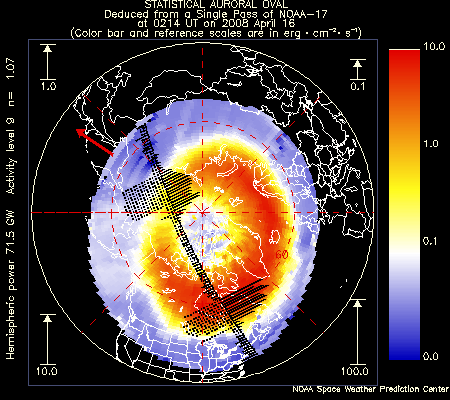 STATISTICAL AURORAL OVAL
Deduced from a Single Pass of NOAA-17
at 0214 UT on 2008 April 16
(Color bar and reference scales are in erg · cm⁻² · s⁻¹)
1.0
0.1
10.0
1.0
0.1
0.0
60
10.0
100.0
Hemispheric power 71.5 GW Activity level 9 n= 1.07
NOAA Space Weather Prediction Center